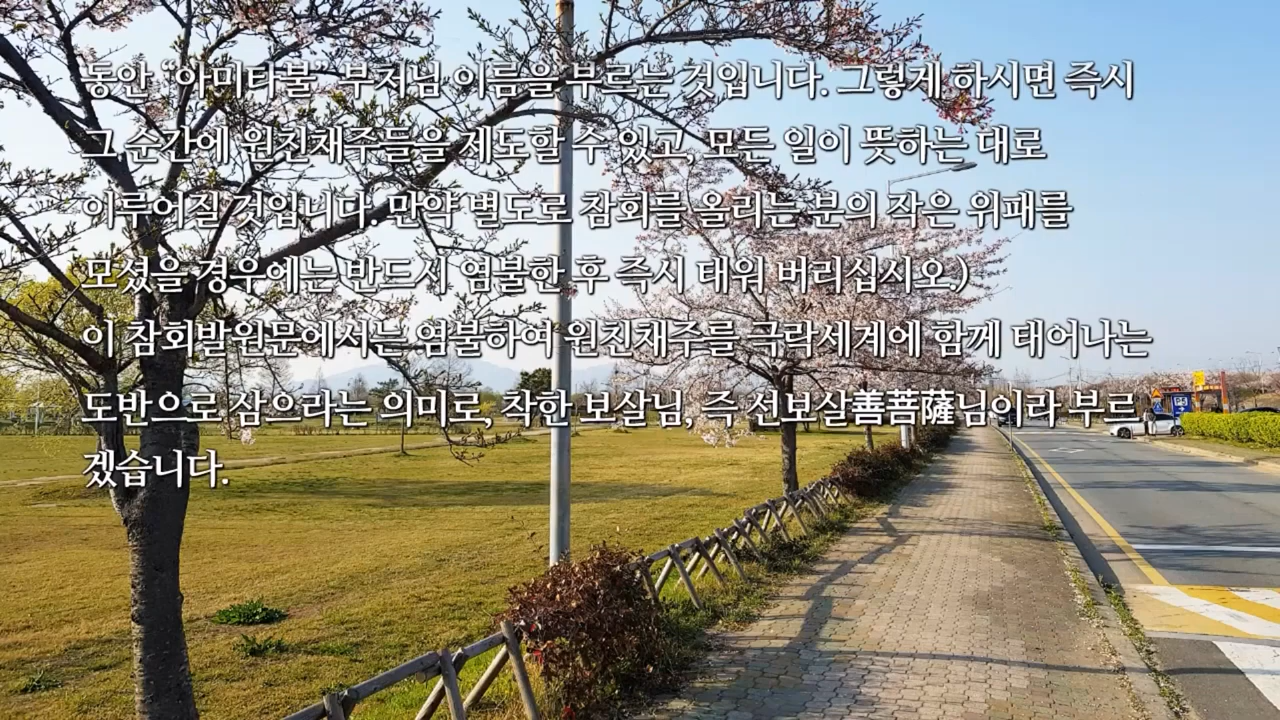 동안 “아미타불” 부처님 이름을 부르는 것입니다. 그렇게 하시면 즉시
그 순간에 원친채주들을 제도할 수 있고, 모든 일이 뜻하는 대로
이루어질 것입니다. 만약 별도로 참회를 올리는 분의 작은 위패를
모셨을 경우에는 반드시 염불한 후 즉시 태워 버리십시오.)
이 참회발원문에서는 염불하여 원친채주를 극락세계에 함께 태어나는
도반으로 삼으라는 의미로, 착한 보살님, 즉 선보살善菩薩님이라 부르
겠습니다.